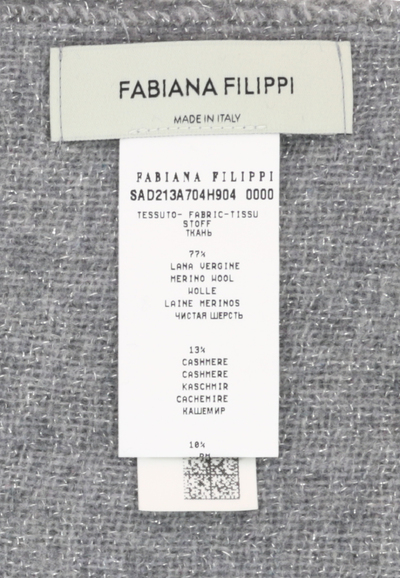 FABIANA FILIPPI
MADE IN ITALY
FABIANA FILIPPI
SAD213A704H904 0000
TESSUTO- FABRIC-TISSU
STOFF
ТКАНЬ
77%
LANA VERGINE
MERINO WOOL
WOLLE
LAINE MERINOS
ЧИСТАЯ ШЕРСТЬ
13%
CASHMERE
CASHMERE
KASCHMIR
CACHEMIRE
КАШЕМИР
10%